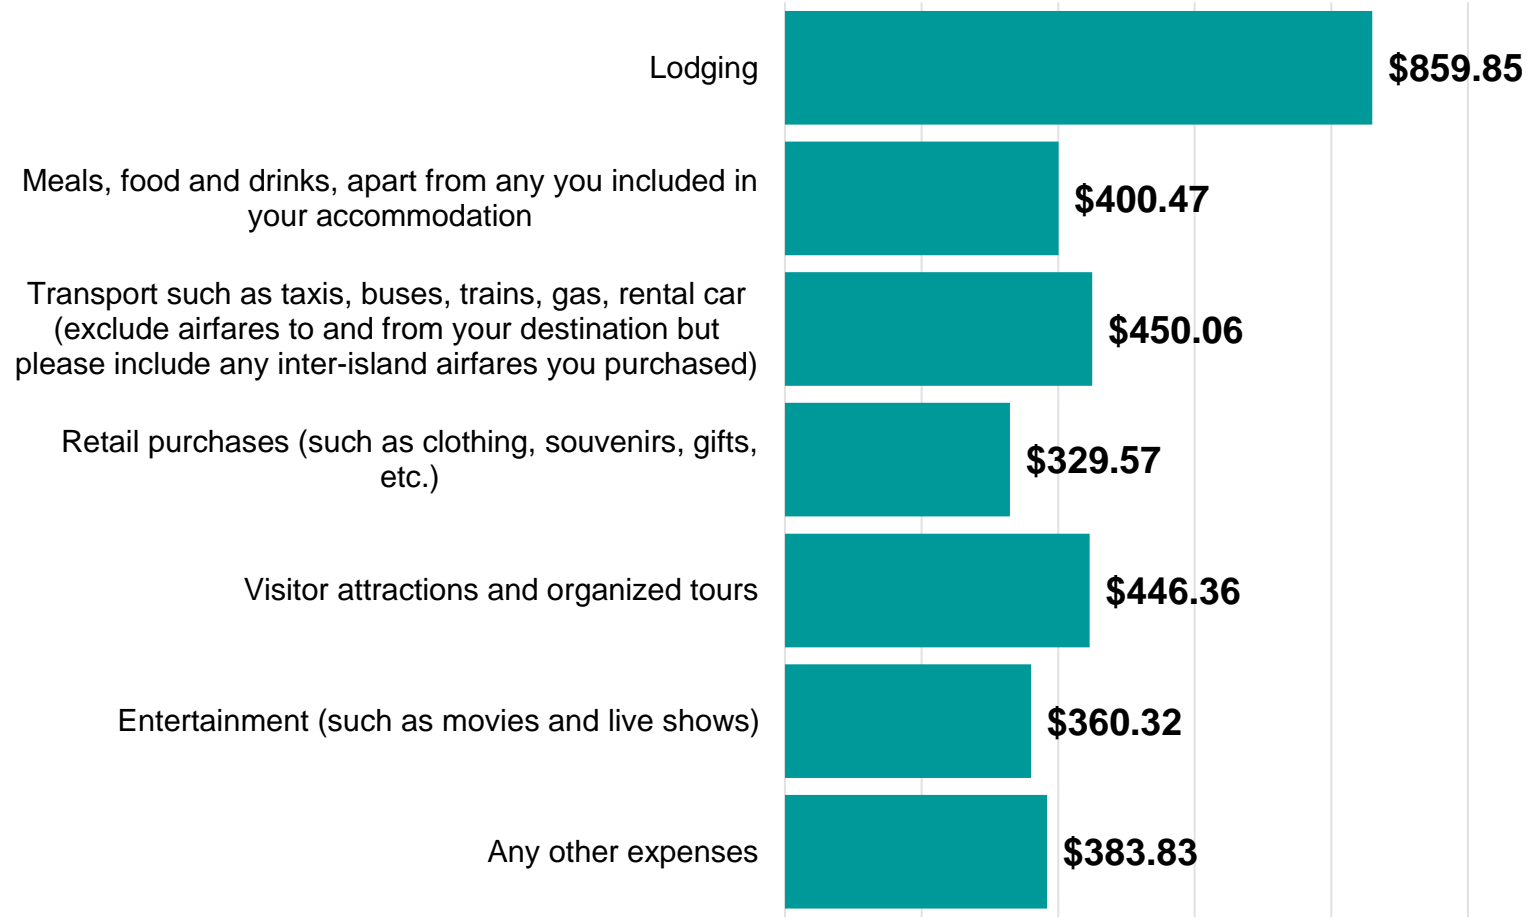 Lodging
$859.85
Meals, food and drinks, apart from any you included in
your accommodation
$400.47
Transport such as taxis, buses, trains, gas, rental car
(exclude airfares to and from your destination but
please include any inter-island airfares you purchased)
$450.06
Retail purchases (such as clothing, souvenirs, gifts,
etc.)
$329.57
Visitor attractions and organized tours
$446.36
Entertainment (such as movies and live shows)
$360.32
Any other expenses
$383.83